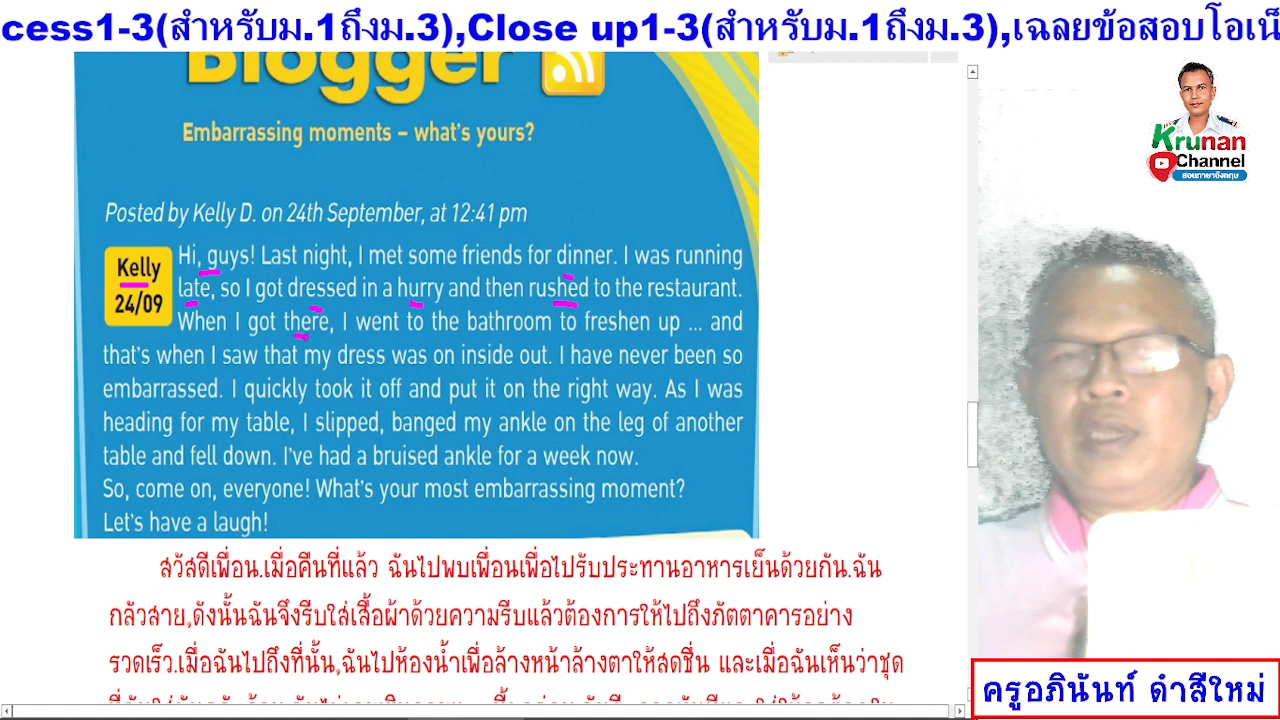 cess1-3(สำหรับม.1ถึงม.3),Close up1-3(สำหรับม.1ถึงม.3),เฉลยข้อสอบโอเน็
Blogger
Embarrassing moments – what's yours?
Krunan
Channel
สอนภาษาอังกฤษ
Posted by Kelly D. on 24th September, at 12:41 pm
Kelly
24/09
Hi, guys! Last night, I met some friends for dinner. I was running
late, so I got dressed in a hurry and then rushed to the restaurant.
When I got there, I went to the bathroom to freshen up ... and
that's when I saw that my dress was on inside out. I have never been so
embarrassed. I quickly took it off and put it on the right way. As I was
heading for my table, I slipped, banged my ankle on the leg of another
table and fell down. I've had a bruised ankle for a week now.
So, come on, everyone! What's your most embarrassing moment?
Let's have a laugh!
สวัสดีเพื่อน.เมื่อคืนที่แล้ว ฉันไปพบเพื่อนเพื่อไปรับประทานอาหารเย็นด้วยกัน.ฉัน
กลัวสาย,ดังนั้นฉันจึงรีบใส่เสื้อผ้าด้วยความรีบแล้วต้องการให้ไปถึงภัตตาคารอย่าง
รวดเร็ว.เมื่อฉันไปถึงที่นั้น,ฉันไปห้องน้ำเพื่อล้างหน้าล้างตาให้สดชื่น และเมื่อฉันเห็นว่าชุด
ครูอภินันท์ ดำสีใหม่